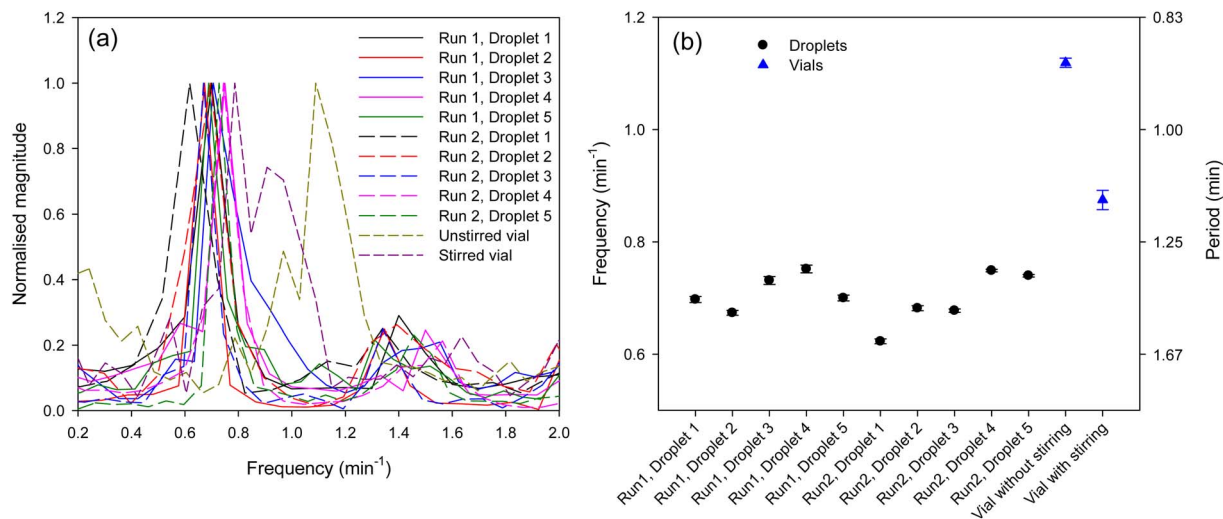 (a)
Run 1, Droplet 1
Run 1, Droplet 2
Run 1, Droplet 3
Run 1, Droplet 4
Run 1, Droplet 5
Run 2, Droplet 1
Run 2, Droplet 2
Run 2, Droplet 3
Run 2, Droplet 4
Run 2, Droplet 5
Unstirred vial
Stirred vial
Normalised magnitude
1.0
0.8
0.6
0.4
0.2
0.0
0.2 0.4 0.6 0.8 1.0 1.2 1.4 1.6 1.8 2.0
Frequency (min⁻¹)
(b)
Droplets
Vials
Frequency (min⁻¹)
1.2
1.2
1.0
0.8
0.6
0.83
1.00
1.25
1.67
Period (min)
Run1, Droplet 1
Run1, Droplet 2
Run1, Droplet 3
Run1, Droplet 4
Run1, Droplet 5
Run2, Droplet 1
Run2, Droplet 2
Run2, Droplet 3
Run2, Droplet 4
Run2, Droplet 5
Vial without stirring
Vial with stirring